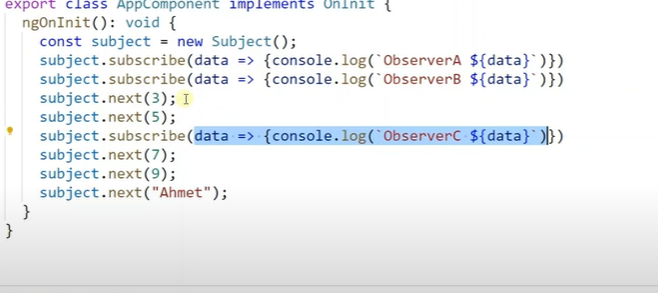 export class AppComponent implements OnInit {
ngOnInit(): void {
const subject = new Subject();
subject.subscribe(data => {console.log(`ObserverA ${data}`)})
subject.subscribe(data => {console.log(`ObserverB ${data}`)})
subject.next(3);
subject.next(5);
subject.subscribe(data => {console.log(`ObserverC ${data}`)})
subject.next(7);
subject.next(9);
subject.next("Ahmet");
}
}